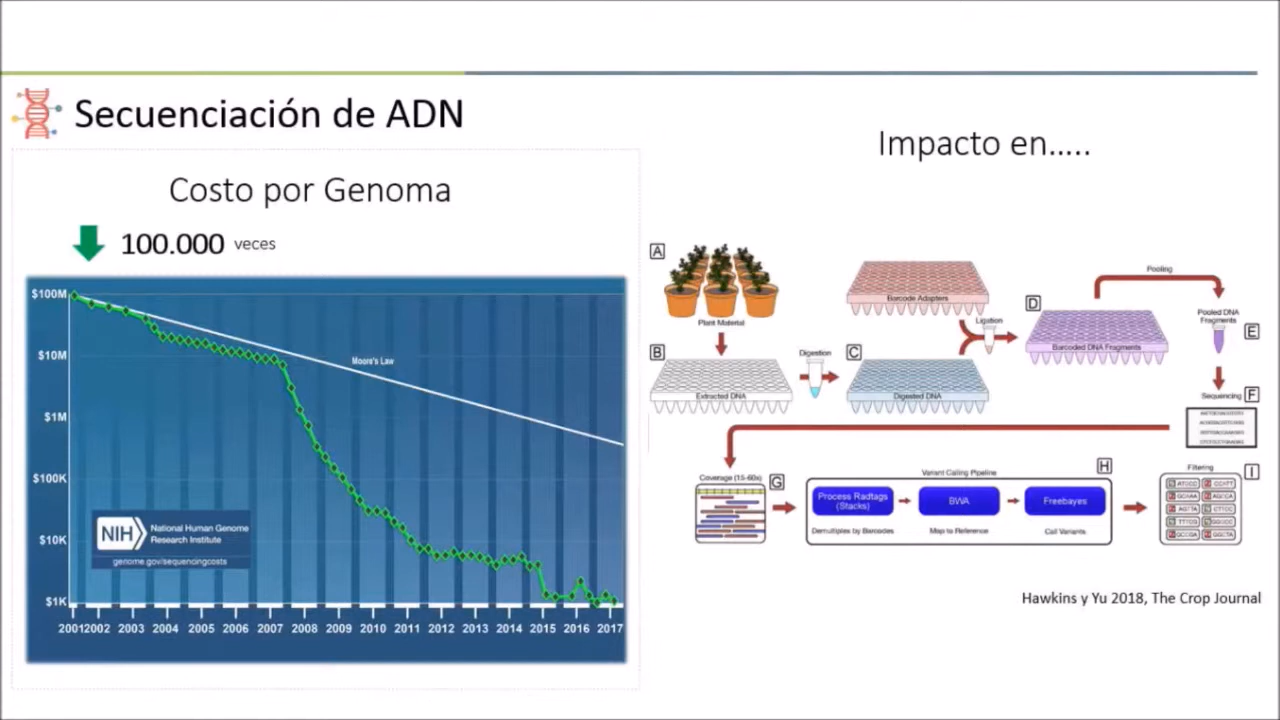 Secuenciación de ADN
Costo por Genoma
100.000 veces
$100M
$10M
$1M
$100K
$10K
$1K
Moore's Law
NIH
National Human Genome
Research Institute
genome.gov/sequencingcosts
2001 2002 2003 2004 2005 2006 2007 2008 2009 2010 2011 2012 2013 2014 2015 2016 2017
Impacto en.....
A
Plant Material
B
Extracted DNA
Digestion
C
Barcode Adapters
Digested DNA
Ligation
D
Barcoded DNA Fragments
Pooling
Pooled DNA
Fragments
E
Sequencing
F
Coverage (15-60x)
G
Variant Calling Pipeline
H
Process Radtags
(Stacks)
BWA
Freebayes
Demultiplex by Barcodes
Map to Reference
Call Variants
Filtering
I
Hawkins y Yu 2018, The Crop Journal